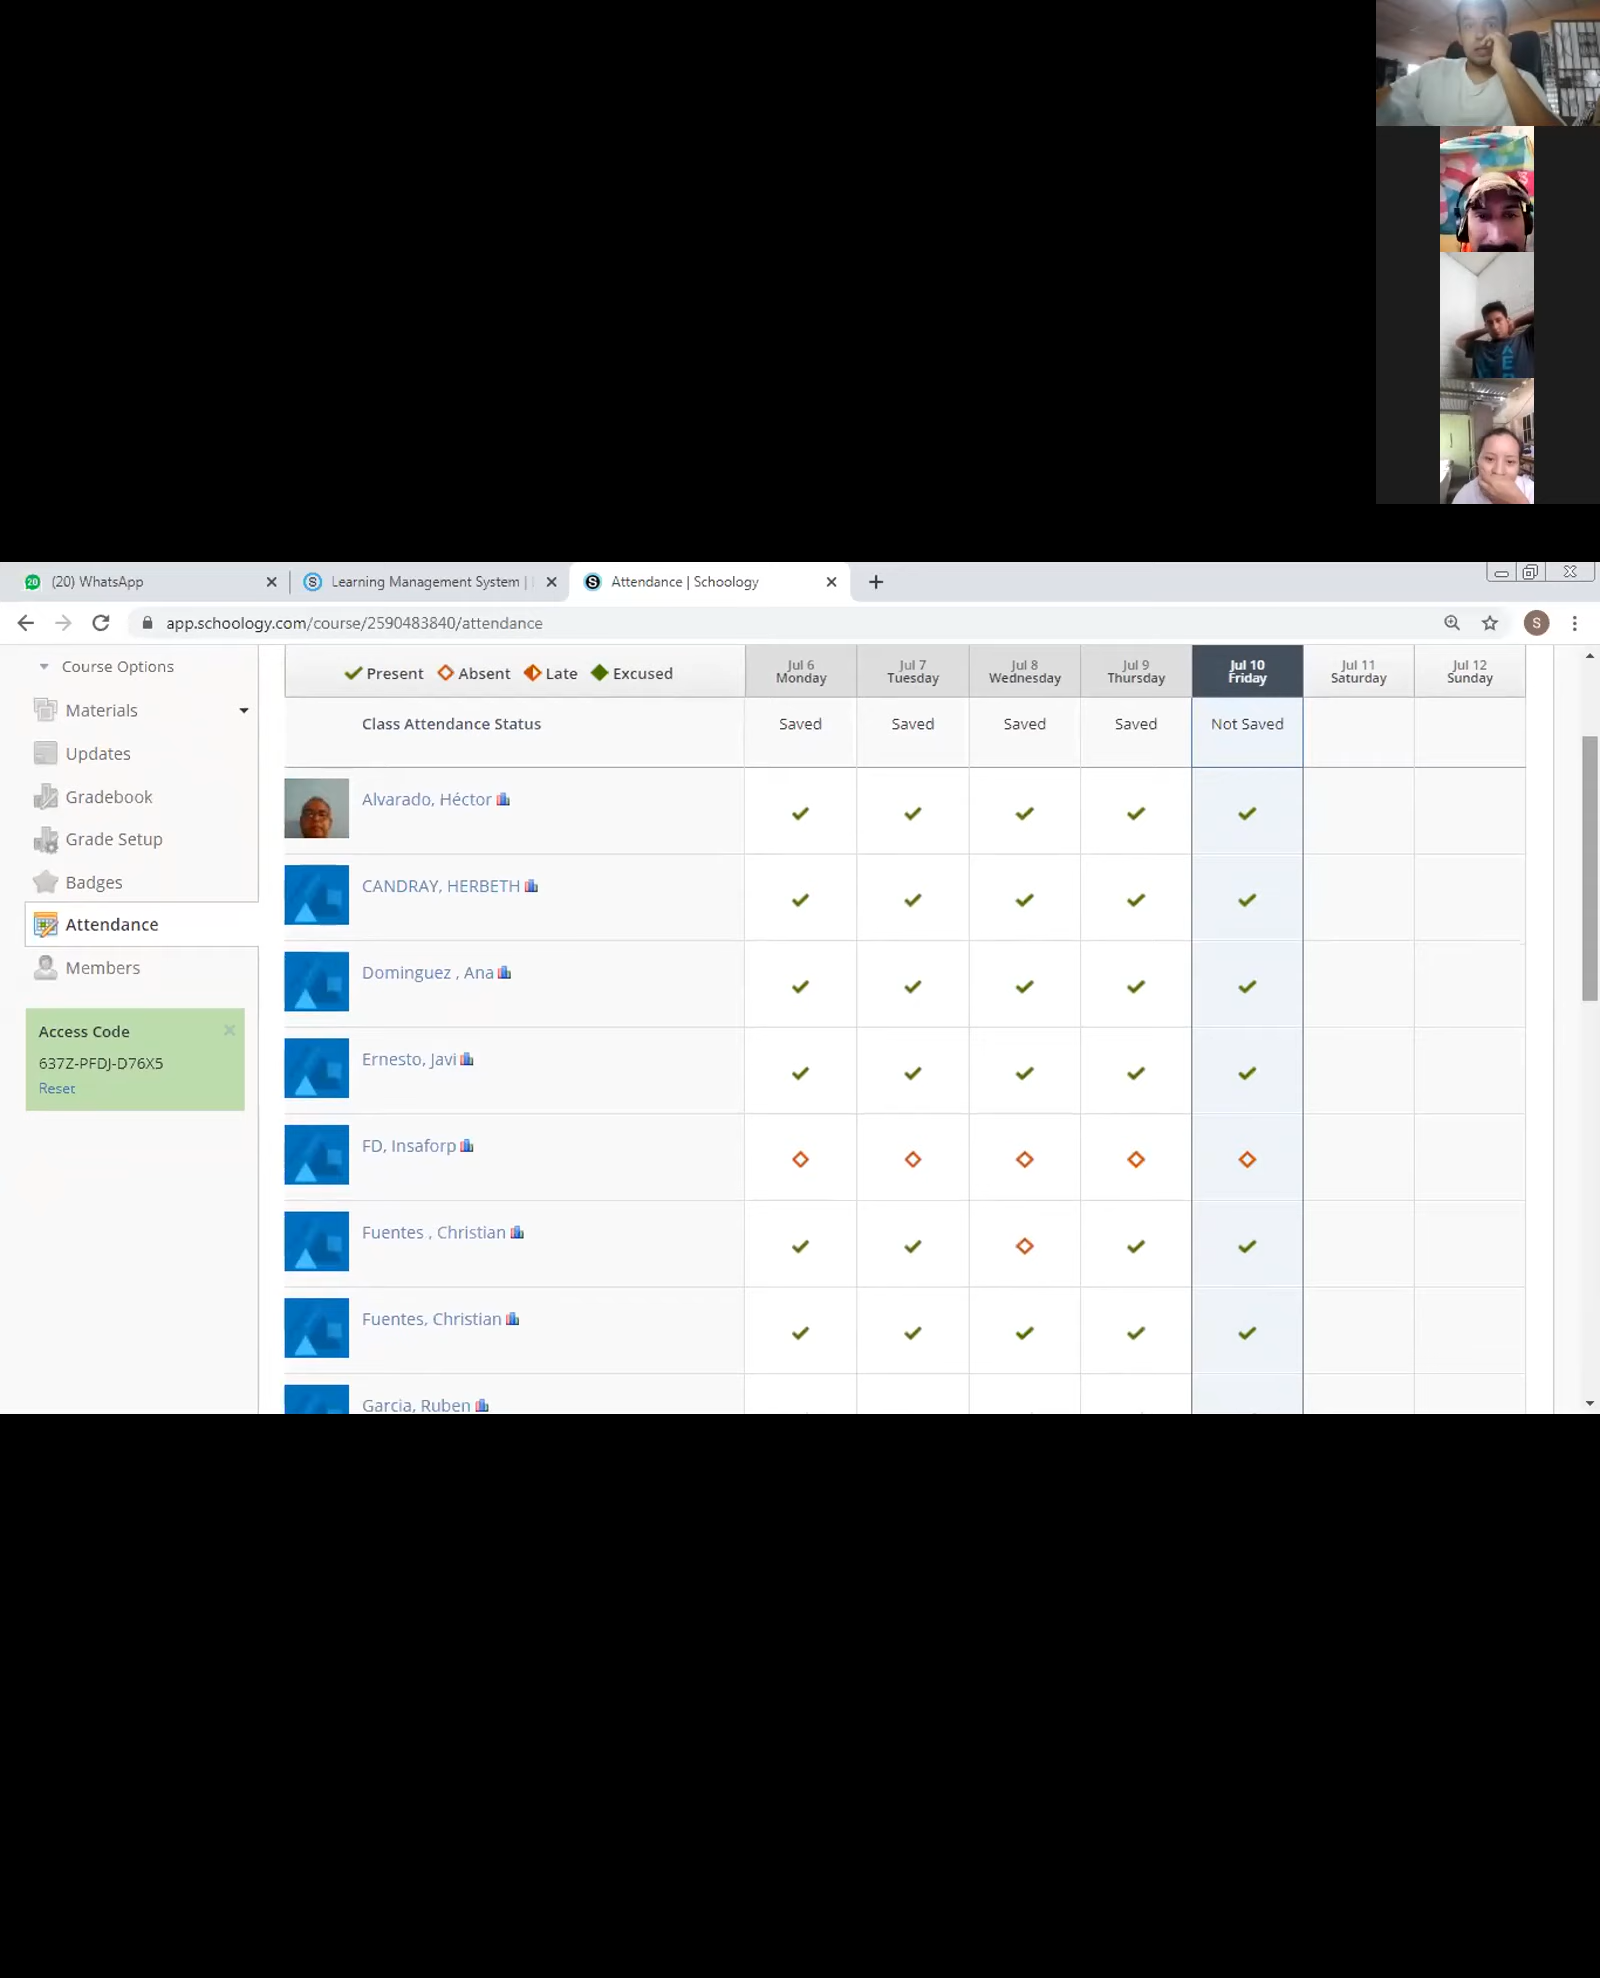 (20) WhatsApp
Learning Management System |
Attendance | Schoology
app.schoology.com/course/2590483840/attendance
S
Course Options
Materials
Updates
Gradebook
Grade Setup
Badges
Attendance
Members
Access Code
637Z-PFDJ-D76X5
Reset
Present Absent Late Excused
Jul 6 Monday
Jul 7 Tuesday
Jul 8 Wednesday
Jul 9 Thursday
Jul 10 Friday
Jul 11 Saturday
Jul 12 Sunday
Class Attendance Status Saved Saved Saved Saved Not Saved
Alvarado, Héctor
CANDRAY, HERBETH
Dominguez , Ana
Ernesto, Javi
FD, Insaforp
Fuentes , Christian
Fuentes, Christian
Garcia, Ruben